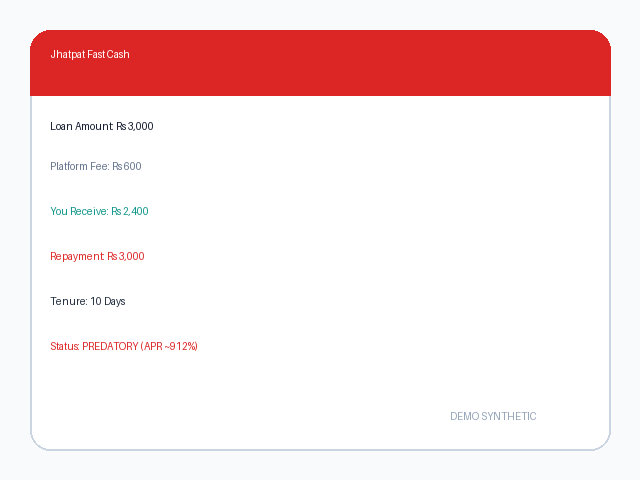 Jhatpat Fast Cash
Loan Amount: Rs 3,000
Platform Fee: Rs 600
You Receive: Rs 2,400
Repayment: Rs 3,000
Tenure: 10 Days
Status: PREDATORY (APR ~912%)
DEMO SYNTHETIC